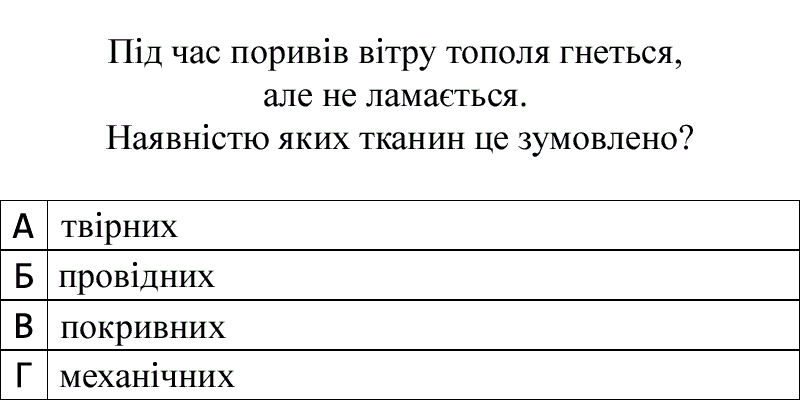 Під час поривів вітру тополя гнеться,
але не ламається.
Наявністю яких тканин це зумовлено?
А твірних
Б провідних
В покривних
Г механічних